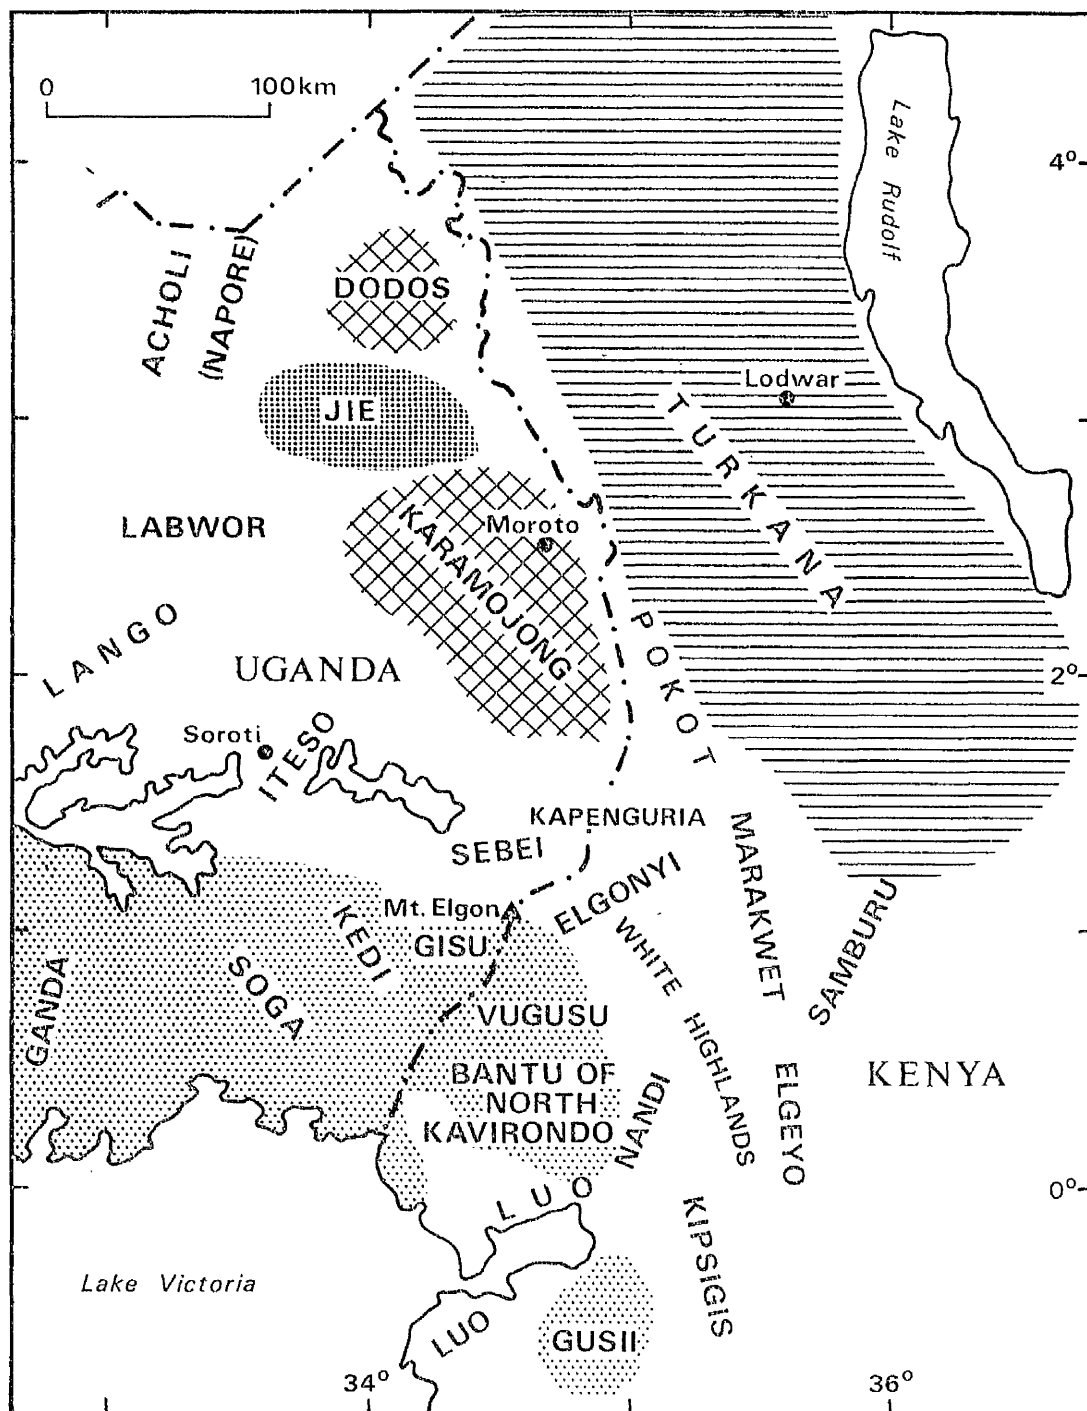 0 100km
4°
Lake Rudolf
ACHOLI
(NAPORE)
DODOS
JIE
Lodwar
TURKANA
LABWOR
KARAMOJONG
Moroto
LANGO
UGANDA
POKOT
2°
Soroti
ITESO
KAPENGURIA
SEBEI
MARAKWET
ELGONYI
SAMBURU
Mt. Elgon
GISU
KEDI
WHITE HIGHLANDS
GANDA
SOGA
VUGUSU
KENYA
BANTU OF
NORTH
KAVIRONDO
NANDI
ELGEYO
LUO
0°
KIPSIGIS
Lake Victoria
LUO
GUSII
34° 36°